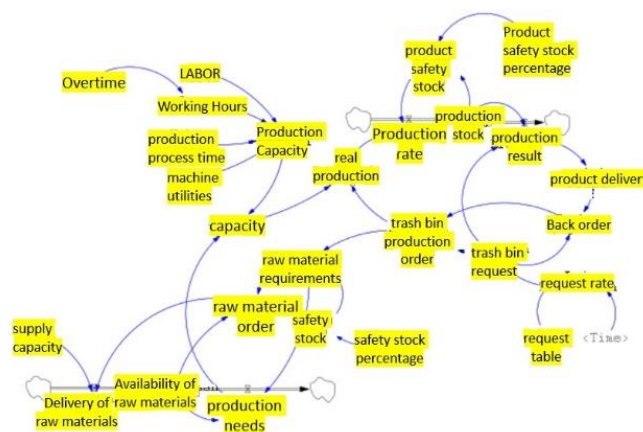 Product
safety stock
percentage
product
safety
stock
Overtime
LABOR
Working Hours
production
process time
machine
utilities
Production
Capacity
Production
rate
production
stock
production
result
real
production
product delivery
capacity
trash bin
production
order
Back order
trash bin
request
raw material
requirements
request rate
raw material
order
safety
stock
safety stock
percentage
request
table
<Time>
supply
capacity
Availability of
raw materials
Delivery of
raw materials
production
needs